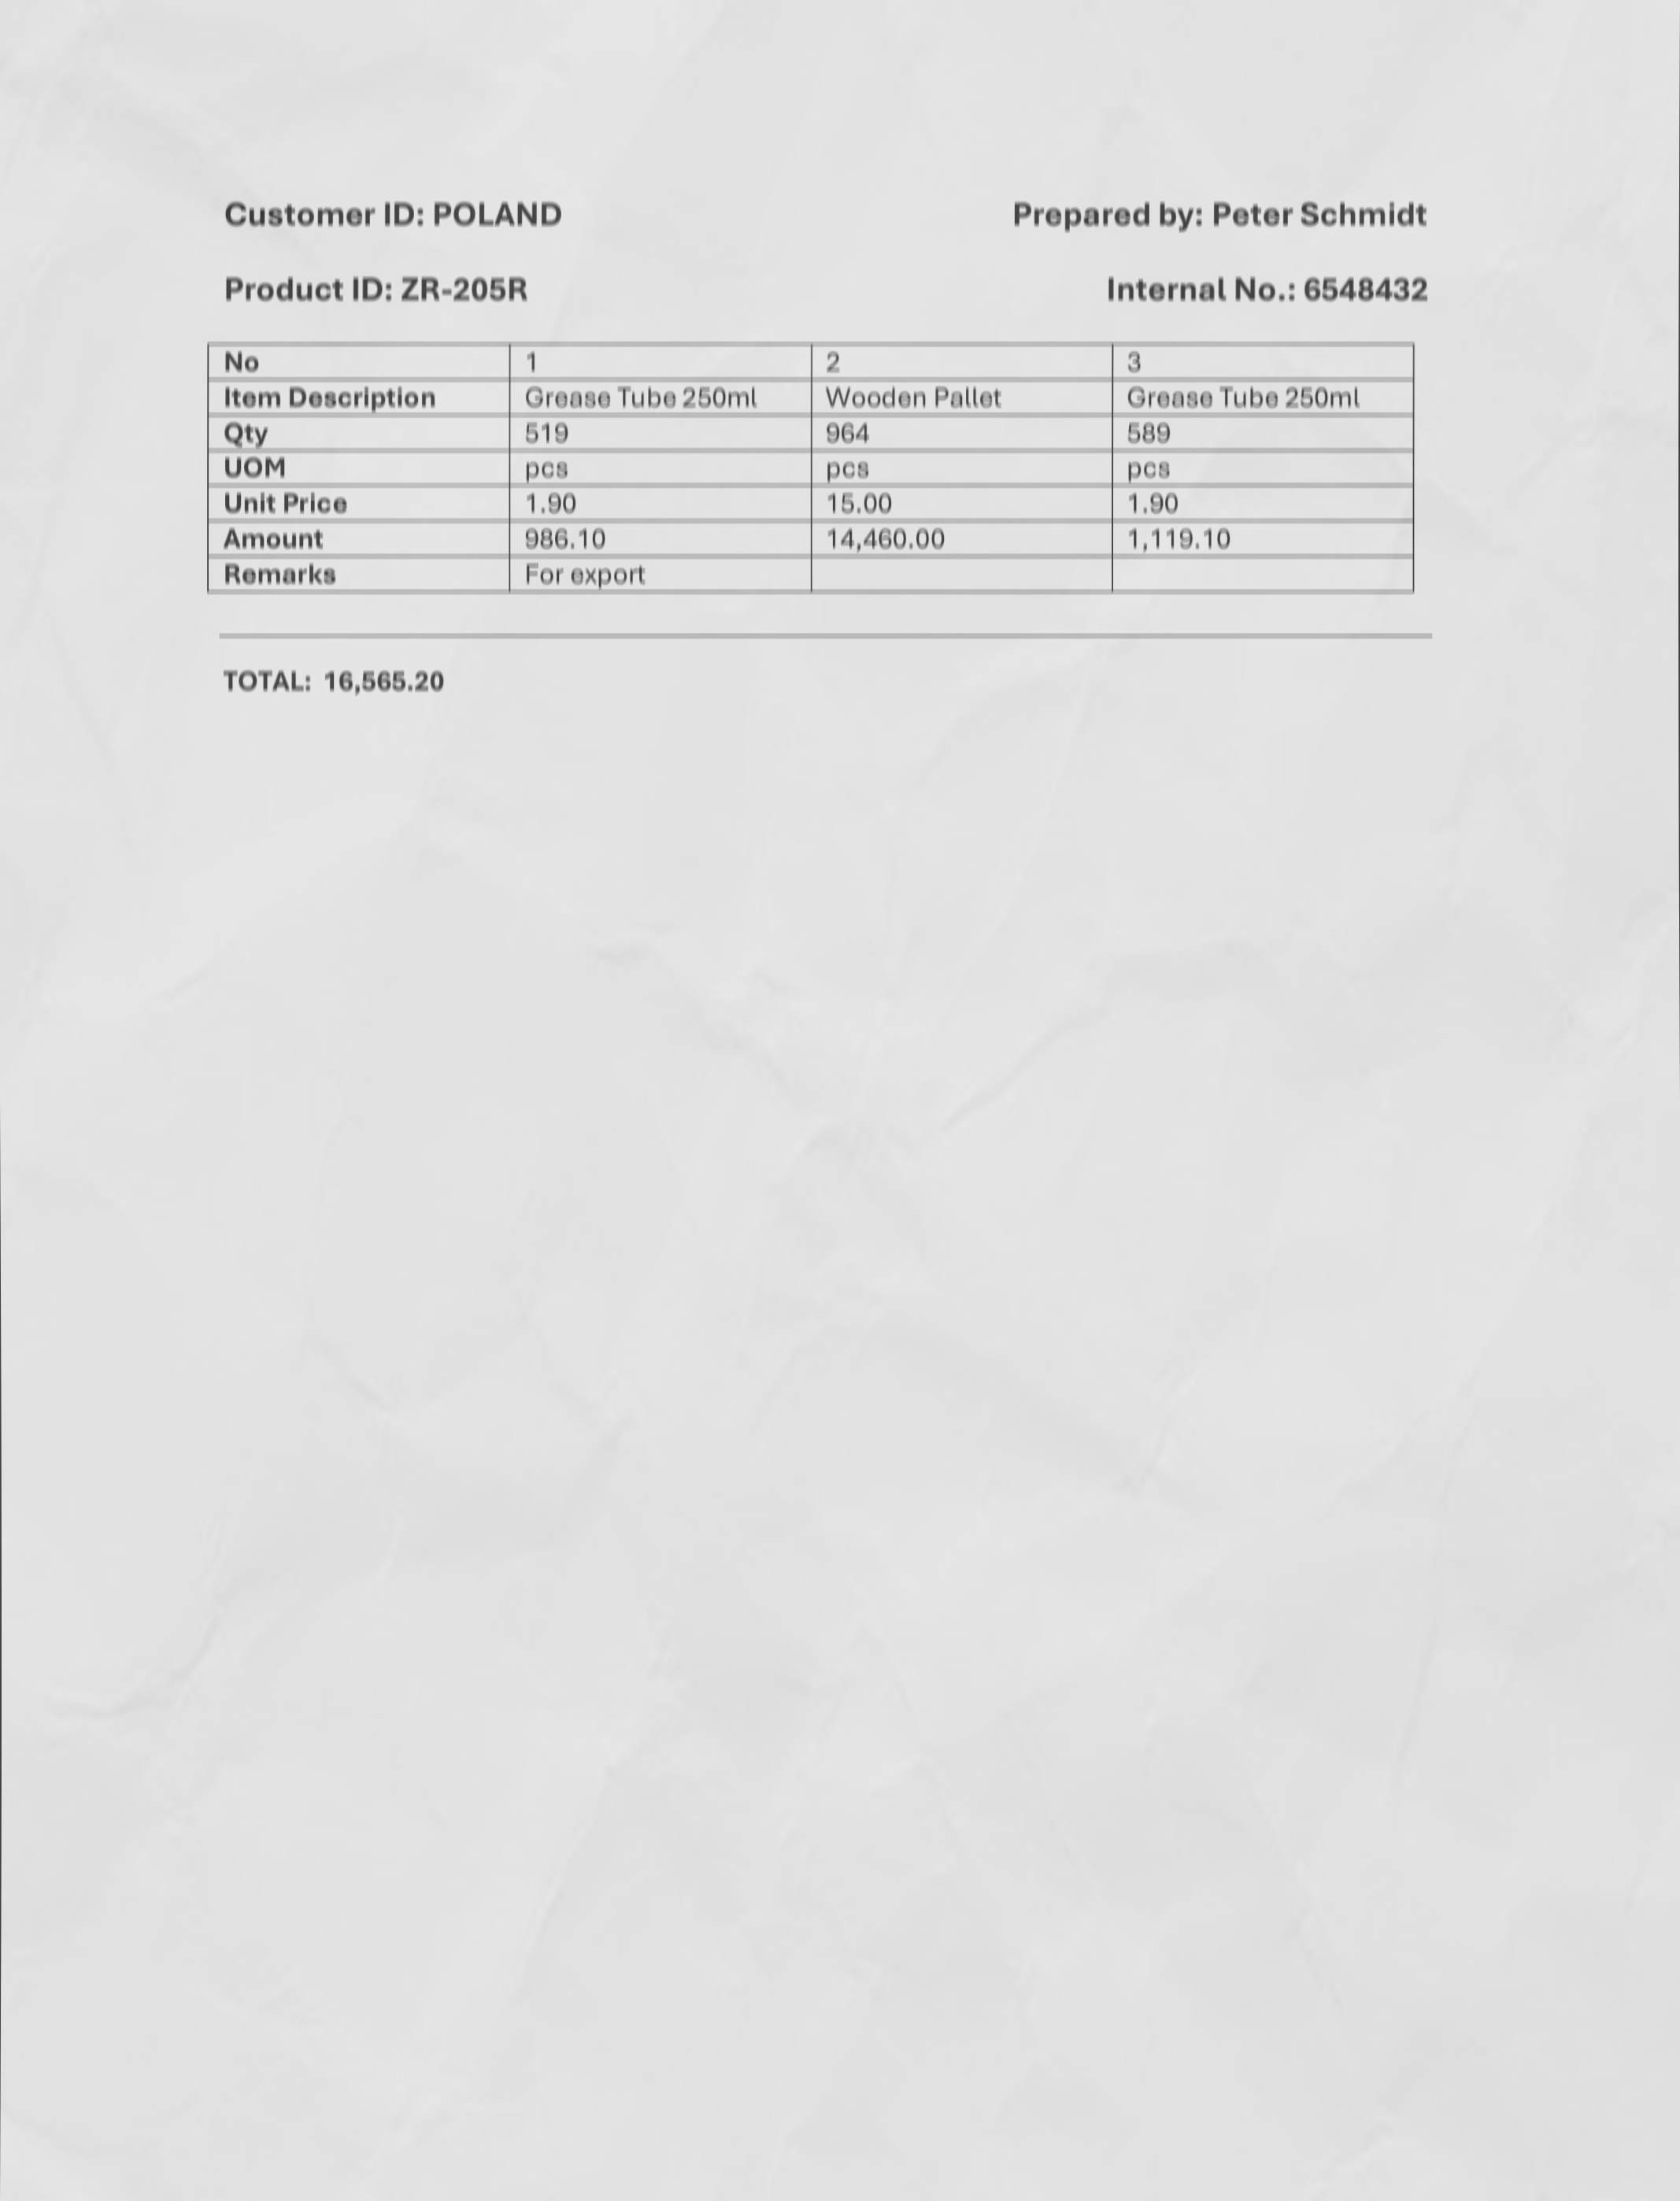 Customer ID: POLAND Prepared by: Peter Schmidt
Product ID: ZR-205R Internal No.: 6548432
No 1 2 3
Item Description Grease Tube 250ml Wooden Pallet Grease Tube 250ml
Qty 519 964 589
UOM pcs pcs pcs
Unit Price 1.90 15.00 1.90
Amount 986.10 14,460.00 1,119.10
Remarks For export
TOTAL: 16,565.20